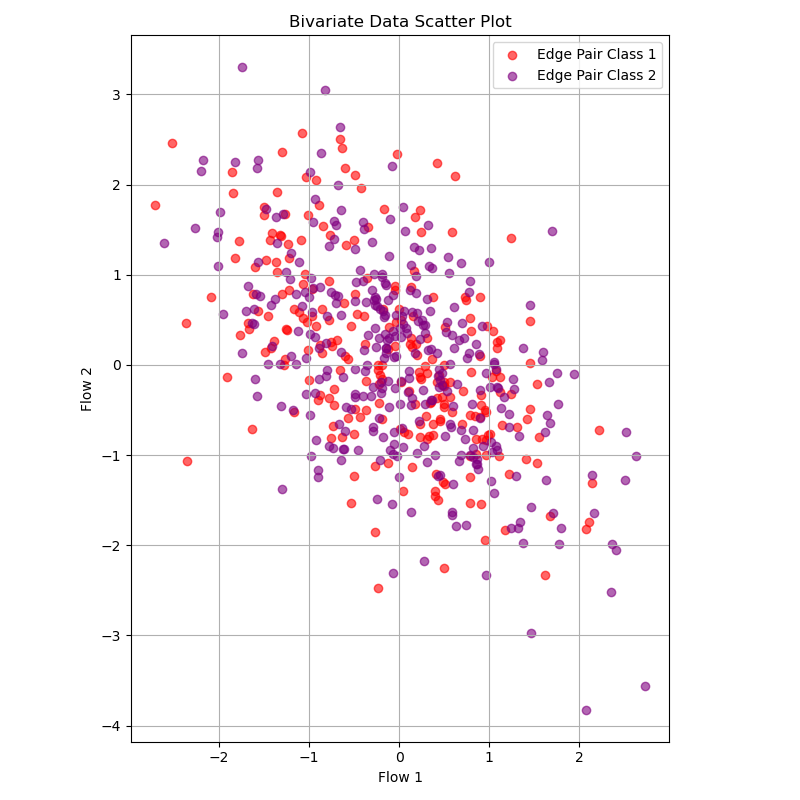 Bivariate Data Scatter Plot
Edge Pair Class 1
Edge Pair Class 2
3
2
1
0
−1
−2
−3
−4
Flow 2
−2 −1 0 1 2
Flow 1